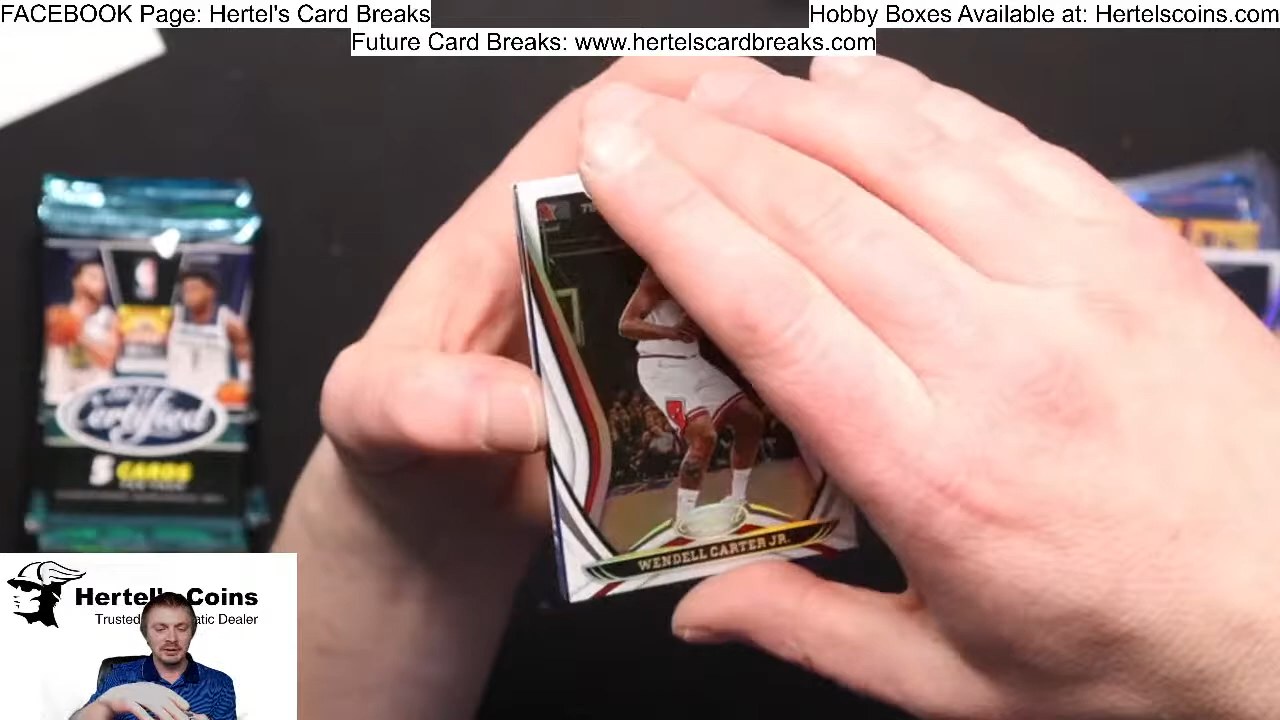 FACEBOOK Page: Hertel's Card Breaks
Hobby Boxes Available at: Hertelscoins.com
Future Card Breaks: www.hertelscardbreaks.com
Certified
5 CARDS
WENDELL CARTER JR.
Hertel's Coins
Trusted Dealer